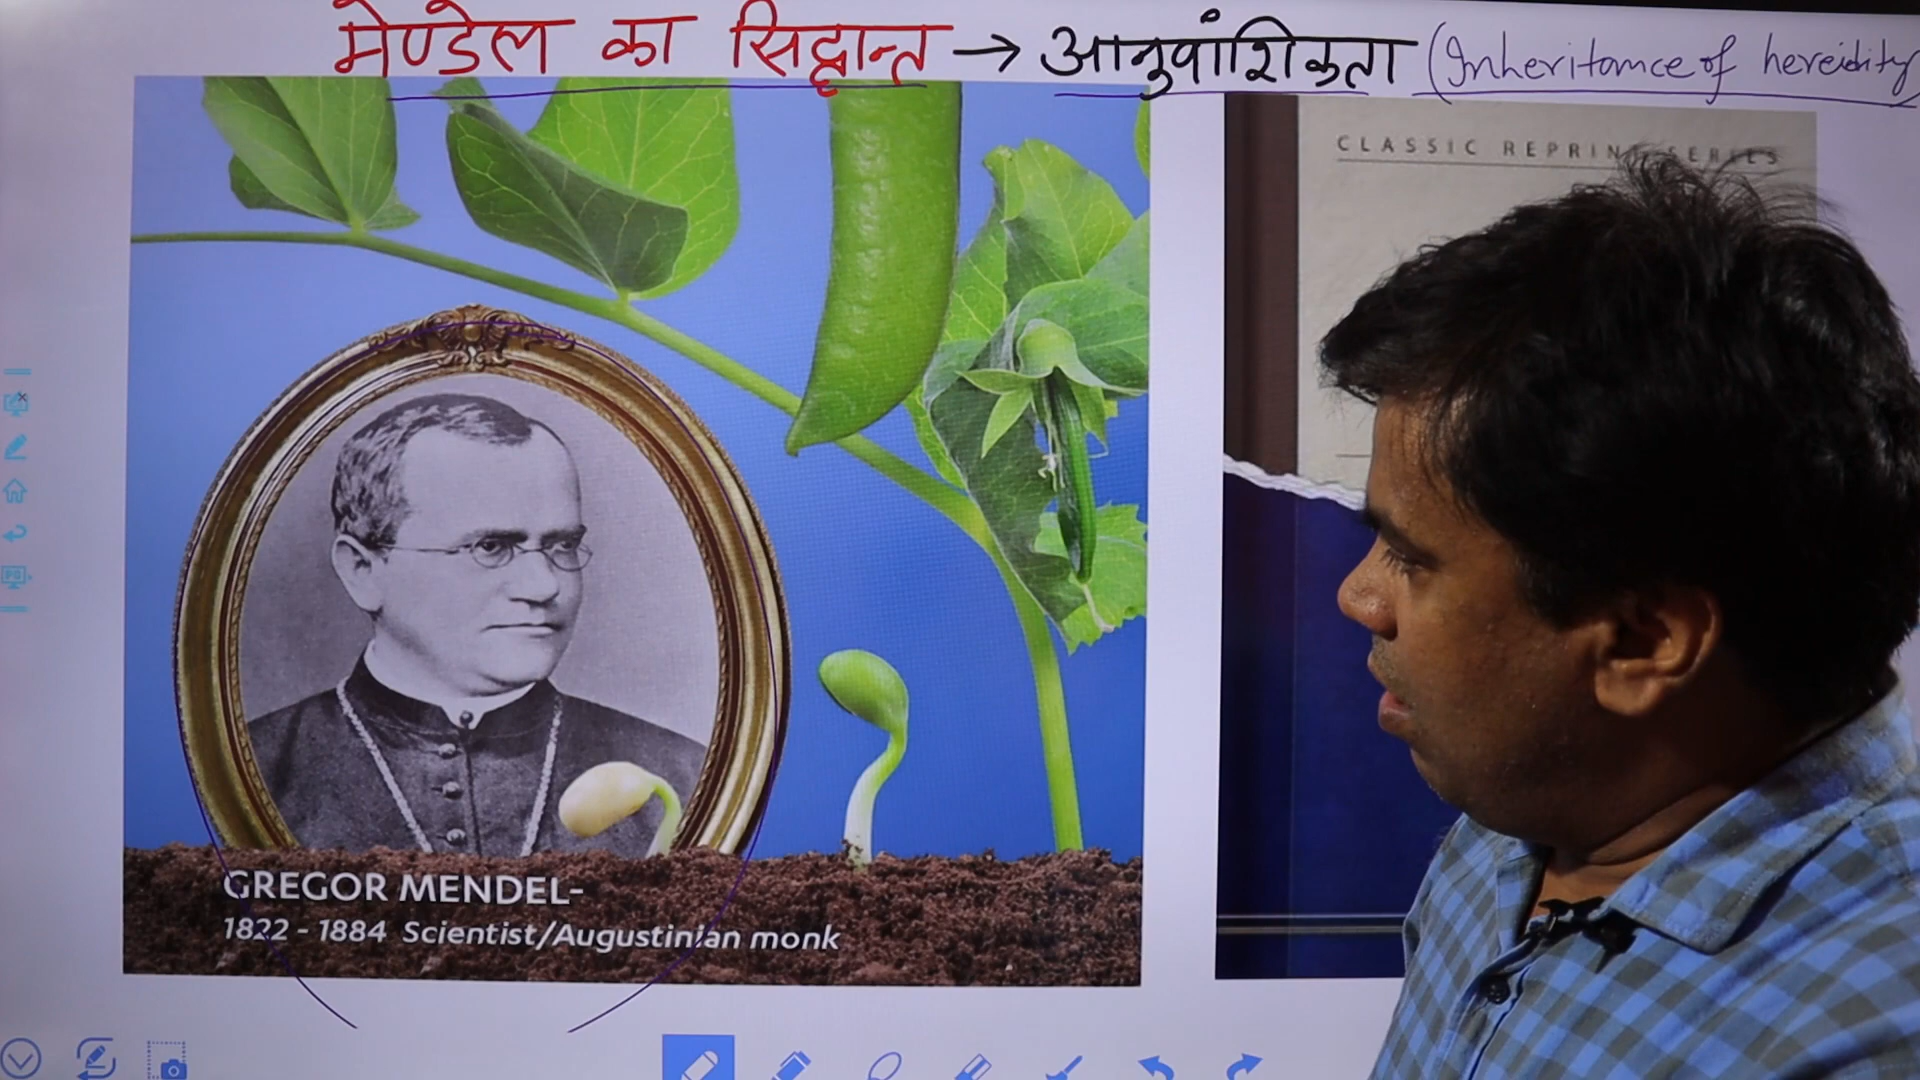 मेण्डेल का सिद्धान्त → आनुवांशिकता (Inheritance of hereidity)
CLASSIC REPRINT SERIES
GREGOR MENDEL-
1822 - 1884 Scientist/Augustinian monk